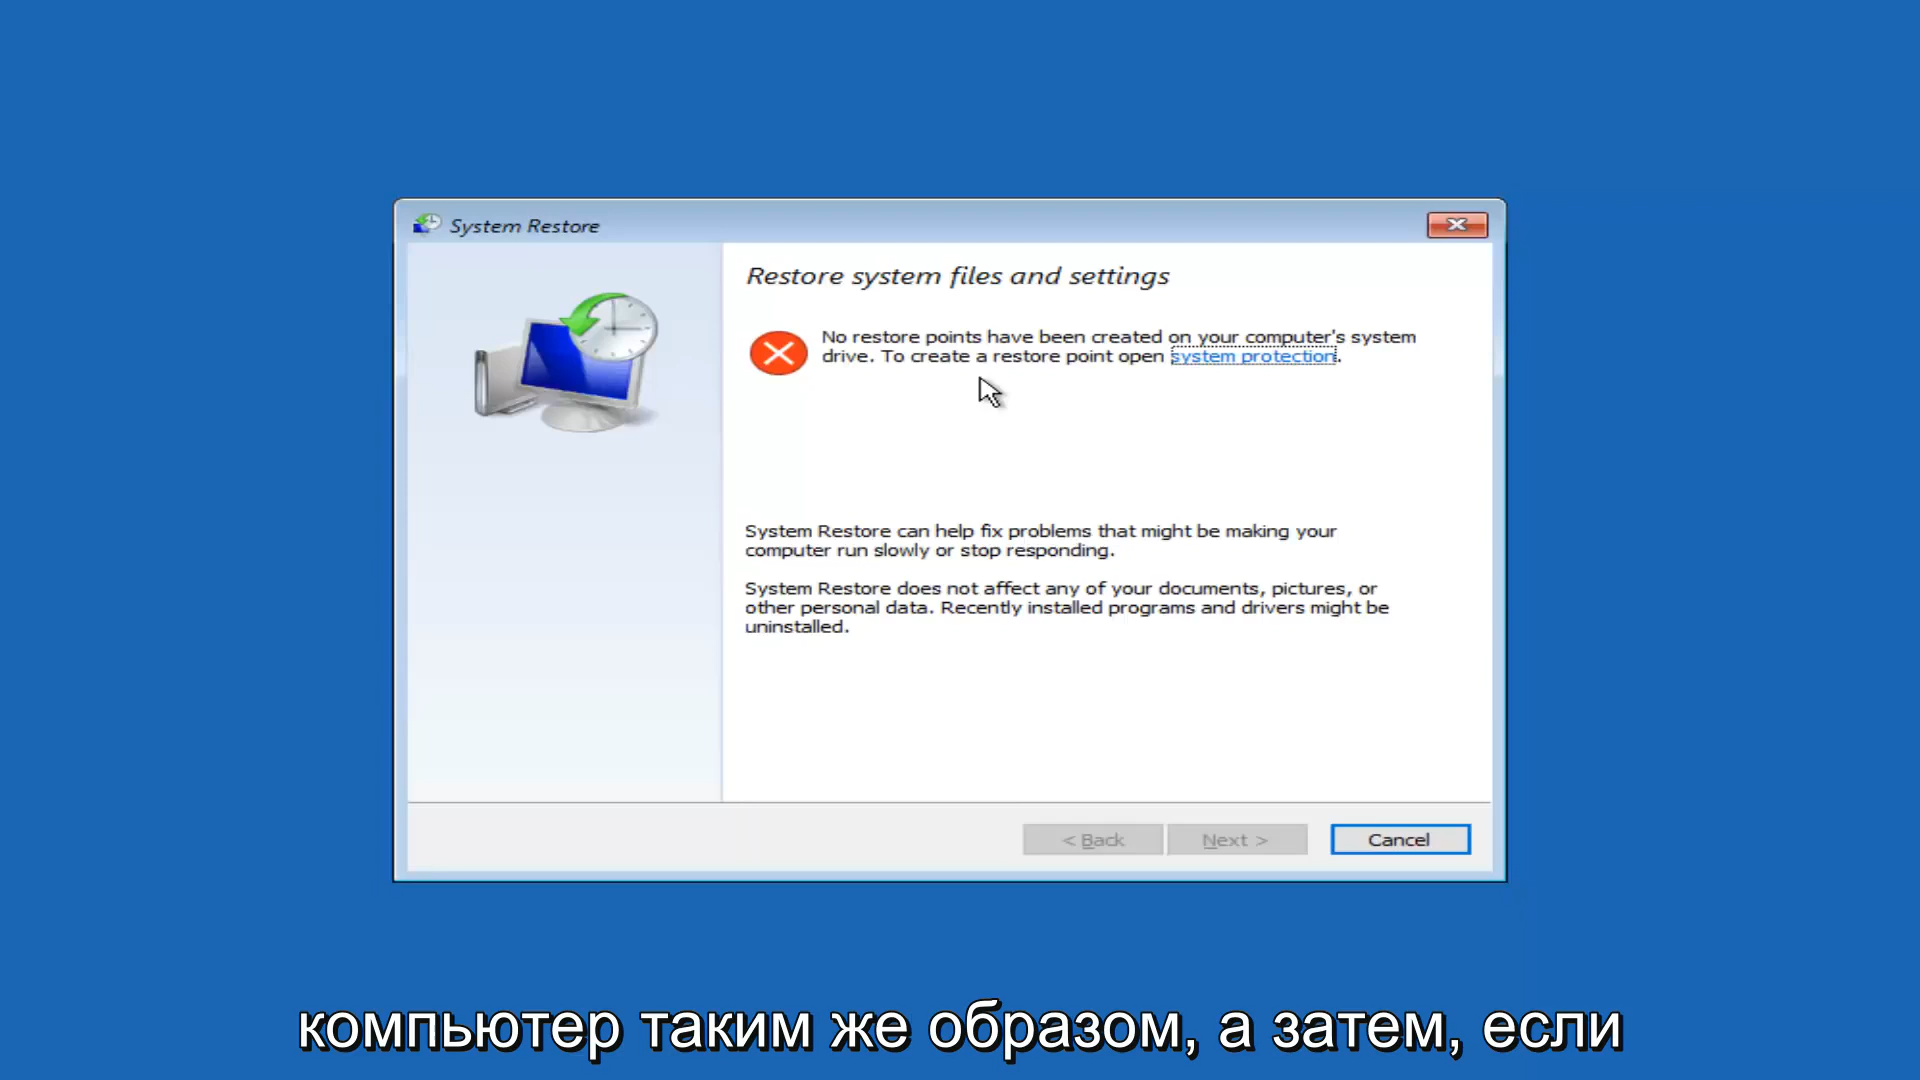 System Restore
Restore system files and settings
No restore points have been created on your computer's system
drive. To create a restore point open system protection.
System Restore can help fix problems that might be making your
computer run slowly or stop responding.
System Restore does not affect any of your documents, pictures, or
other personal data. Recently installed programs and drivers might be
uninstalled.
< Back Next > Cancel
компьютер таким же образом, а затем, если